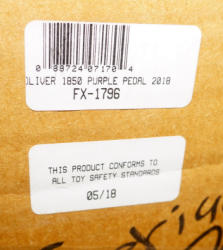 0 88724 07170 4
OLIVER 1850 PURPLE PEDAL 2018
FX-1796
THIS PRODUCT CONFORMS TO
ALL TOY SAFETY STANDARDS
05/18